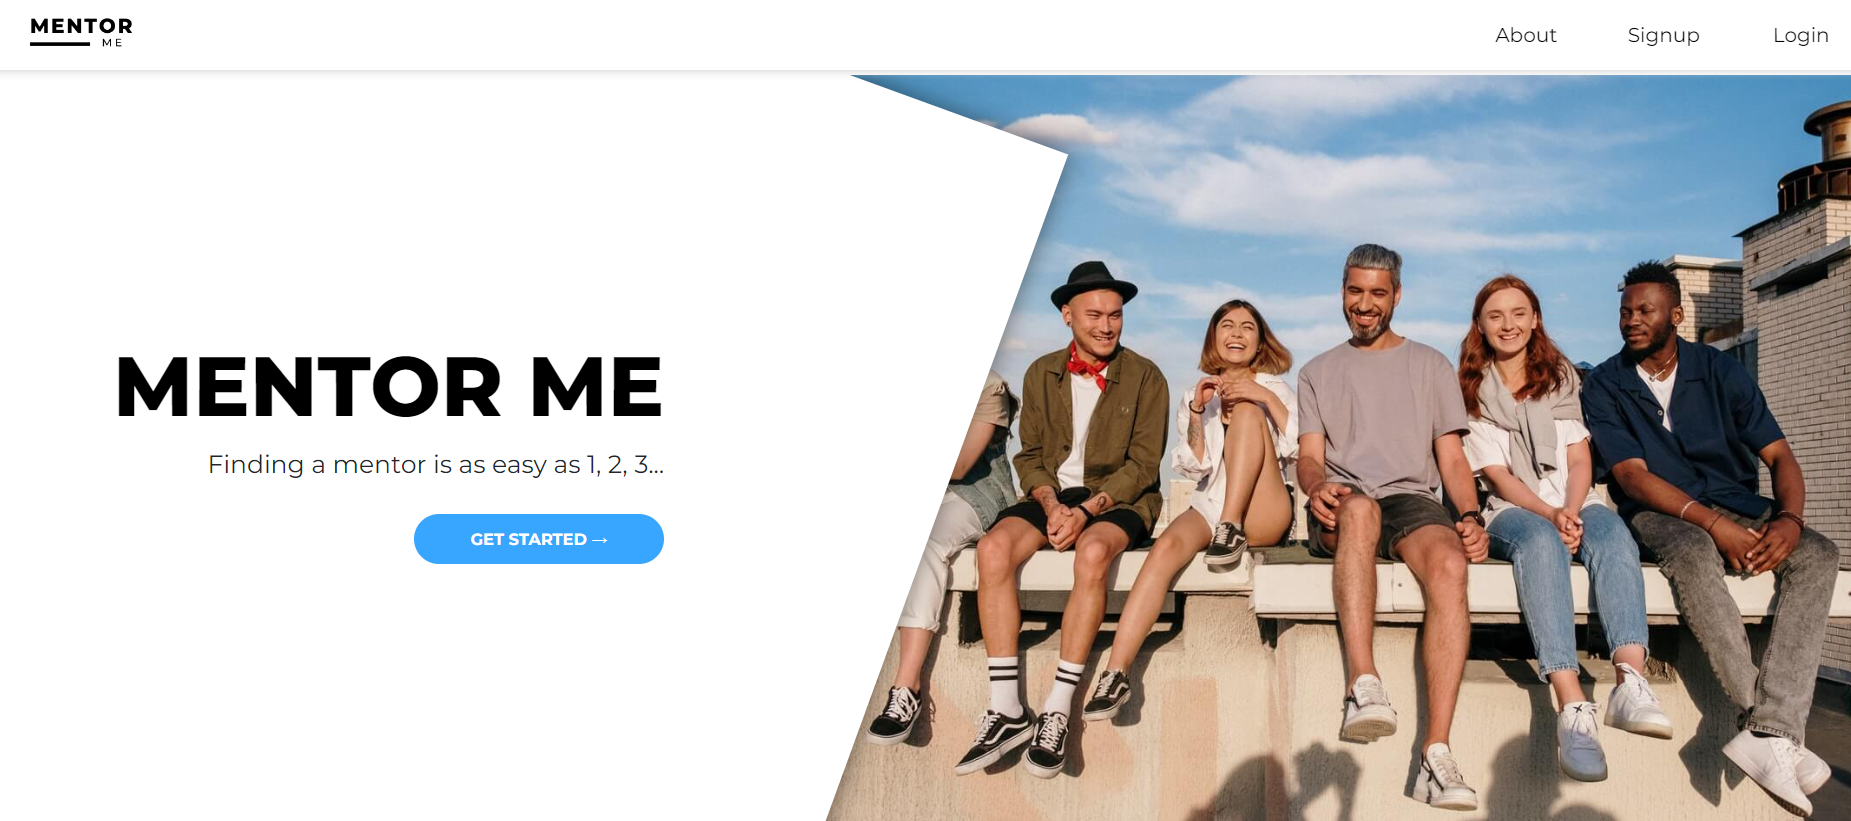 MENTOR
ME
About
Signup
Login
MENTOR ME
Finding a mentor is as easy as 1, 2, 3...
GET STARTED →